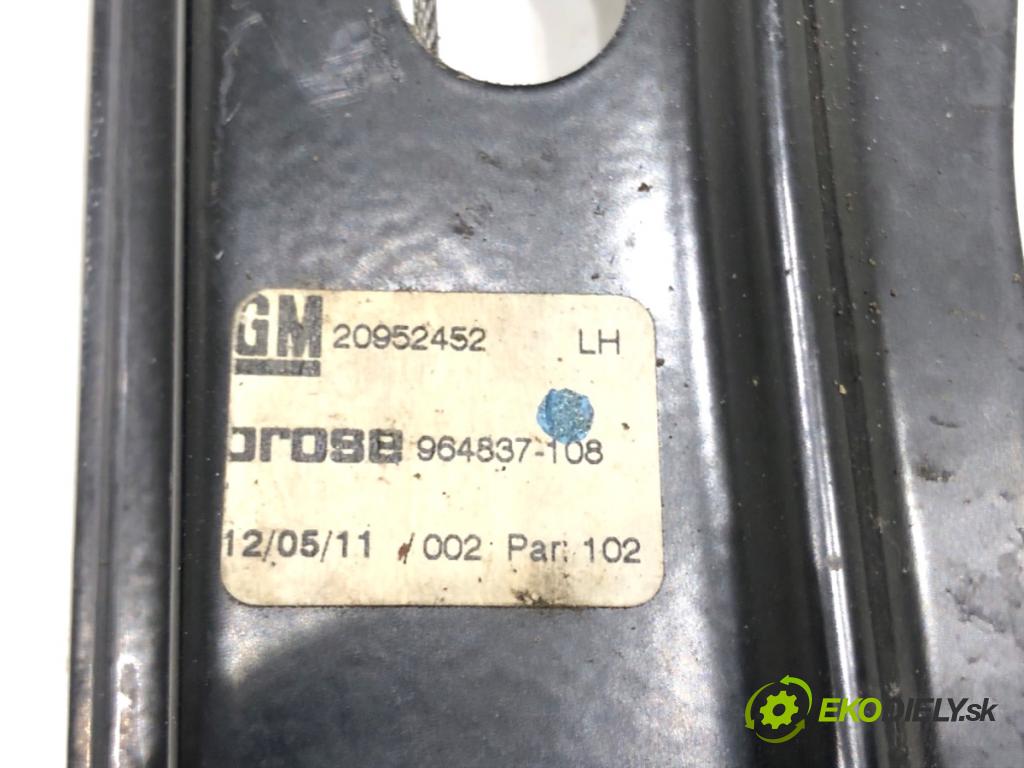 GM 20952452 LH
brose 964837-108
12/05/11 /002 Par: 102
EKODIELY.sk